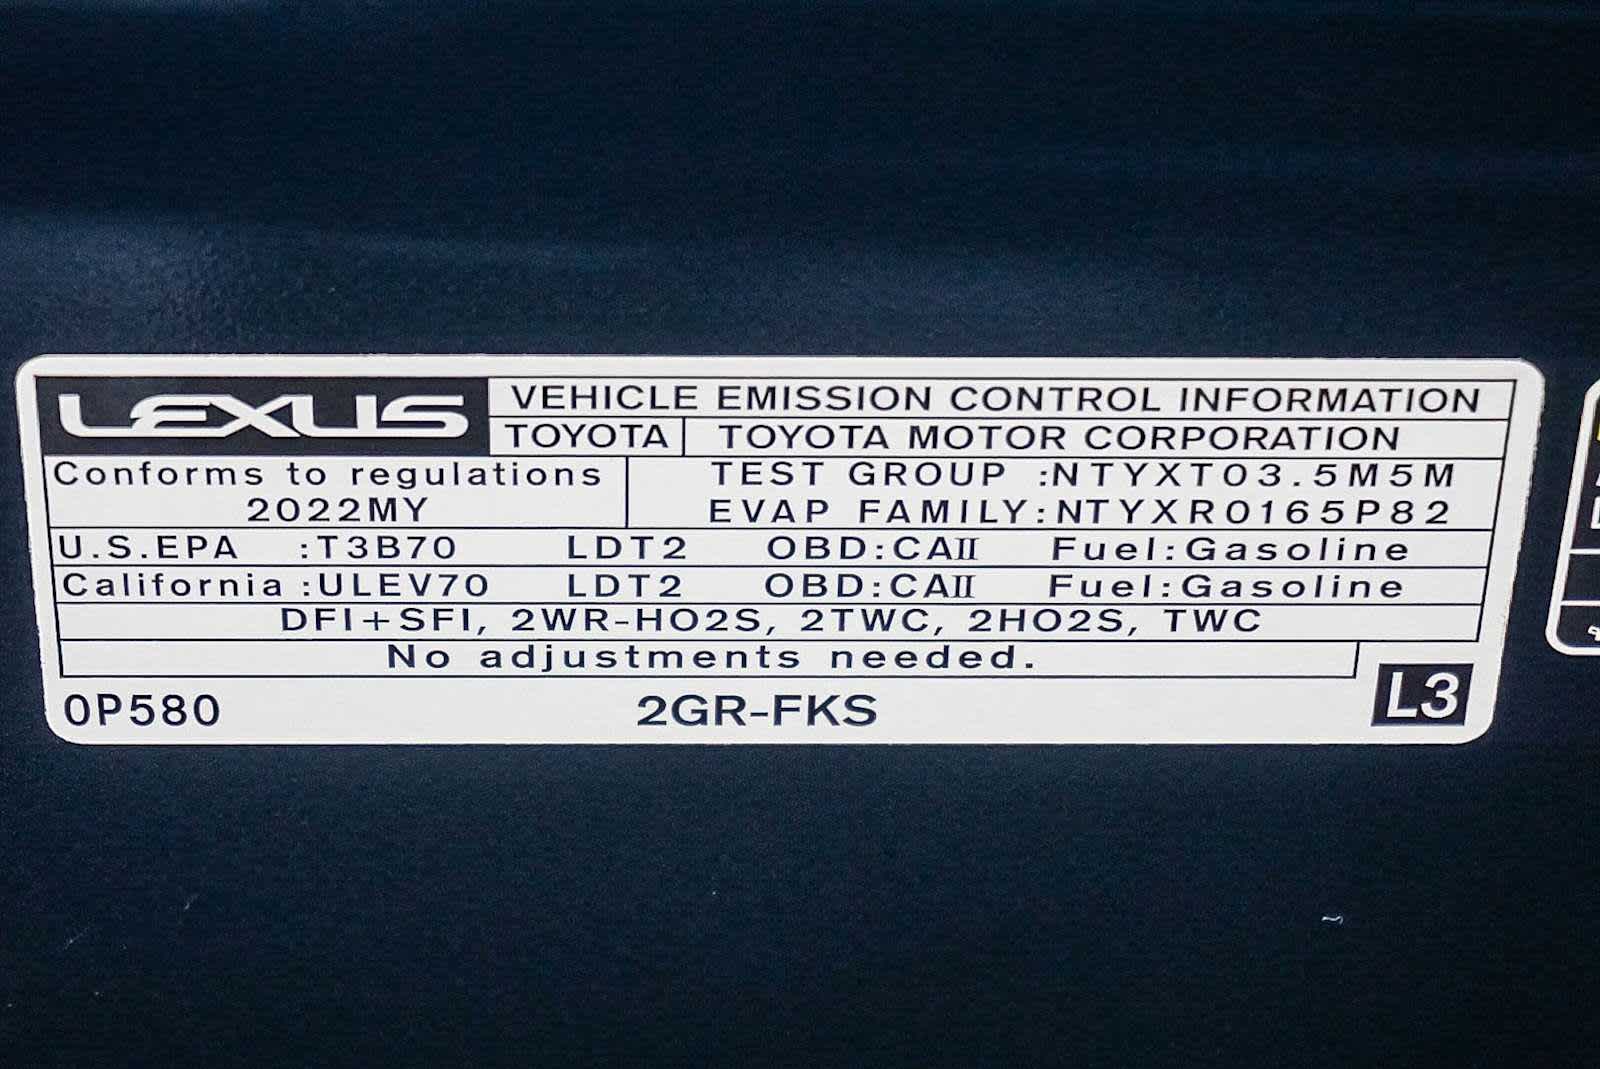 LEXUS VEHICLE EMISSION CONTROL INFORMATION
TOYOTA TOYOTA MOTOR CORPORATION
Conforms to regulations TEST GROUP :NTYXT03.5M5M
2022MY EVAP FAMILY:NTYXR0165P82
U.S.EPA :T3B70 LDT2 OBD:CAII Fuel:Gasoline
California :ULEV70 LDT2 OBD:CAII Fuel:Gasoline
DFI+SFI, 2WR-HO2S, 2TWC, 2HO2S, TWC
No adjustments needed.
0P580 2GR-FKS L3